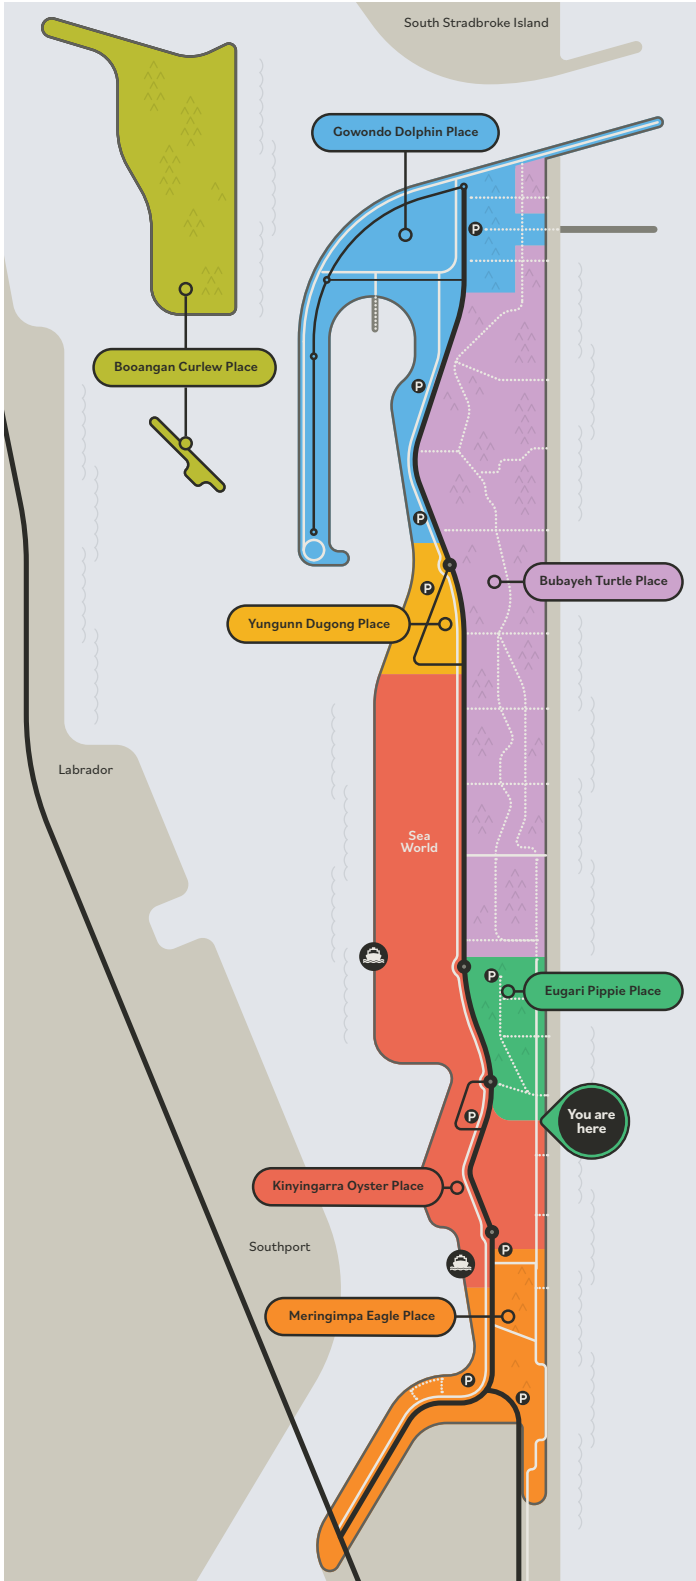 South Stradbroke Island
Gowondo Dolphin Place
P
Booangan Curlew Place
P
P
Bubayeh Turtle Place
P
Yungunn Dugong Place
Labrador
Sea
World
P
Eugari Pippie Place
You are
here
P
Kinyingarra Oyster Place
Southport
P
Meringimpa Eagle Place
P
P